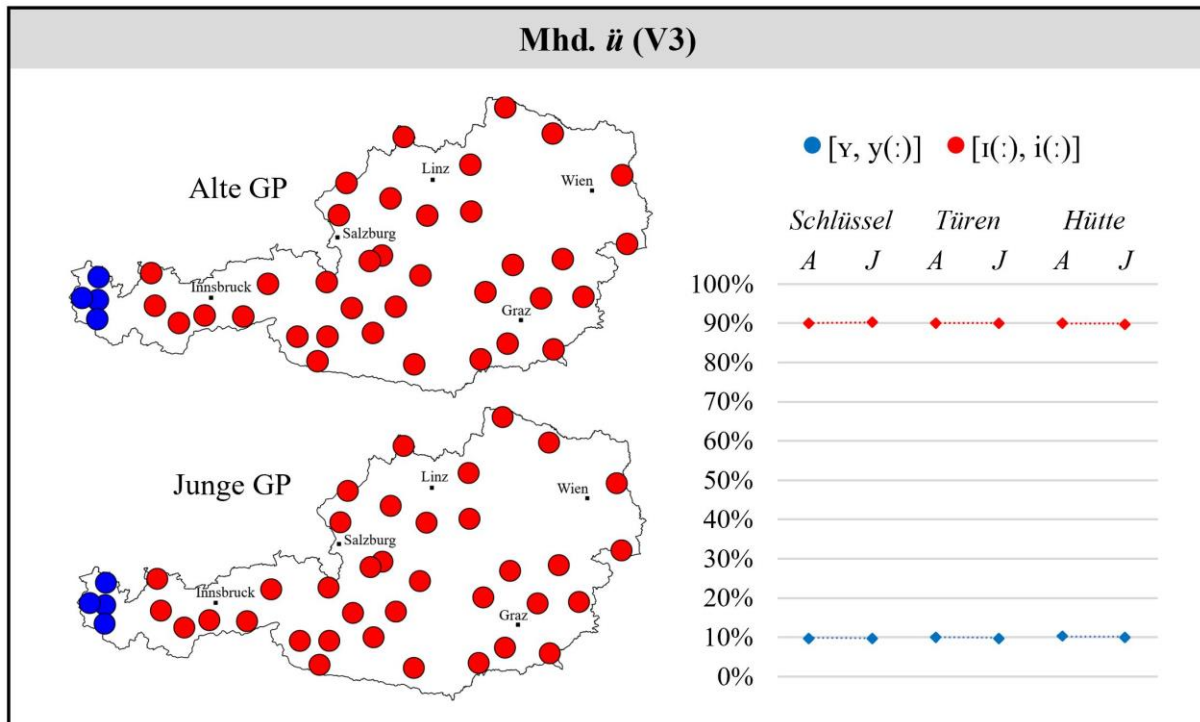 Mhd. ü (V3)
Alte GP
Linz
Wien
Salzburg
Innsbruck
Graz
Junge GP
Linz
Wien
Salzburg
Innsbruck
Graz
[ʏ, y(:)] [ɪ(:), i(:)]
Schlüssel Türen Hütte
A J A J A J
100%
90%
80%
70%
60%
50%
40%
30%
20%
10%
0%